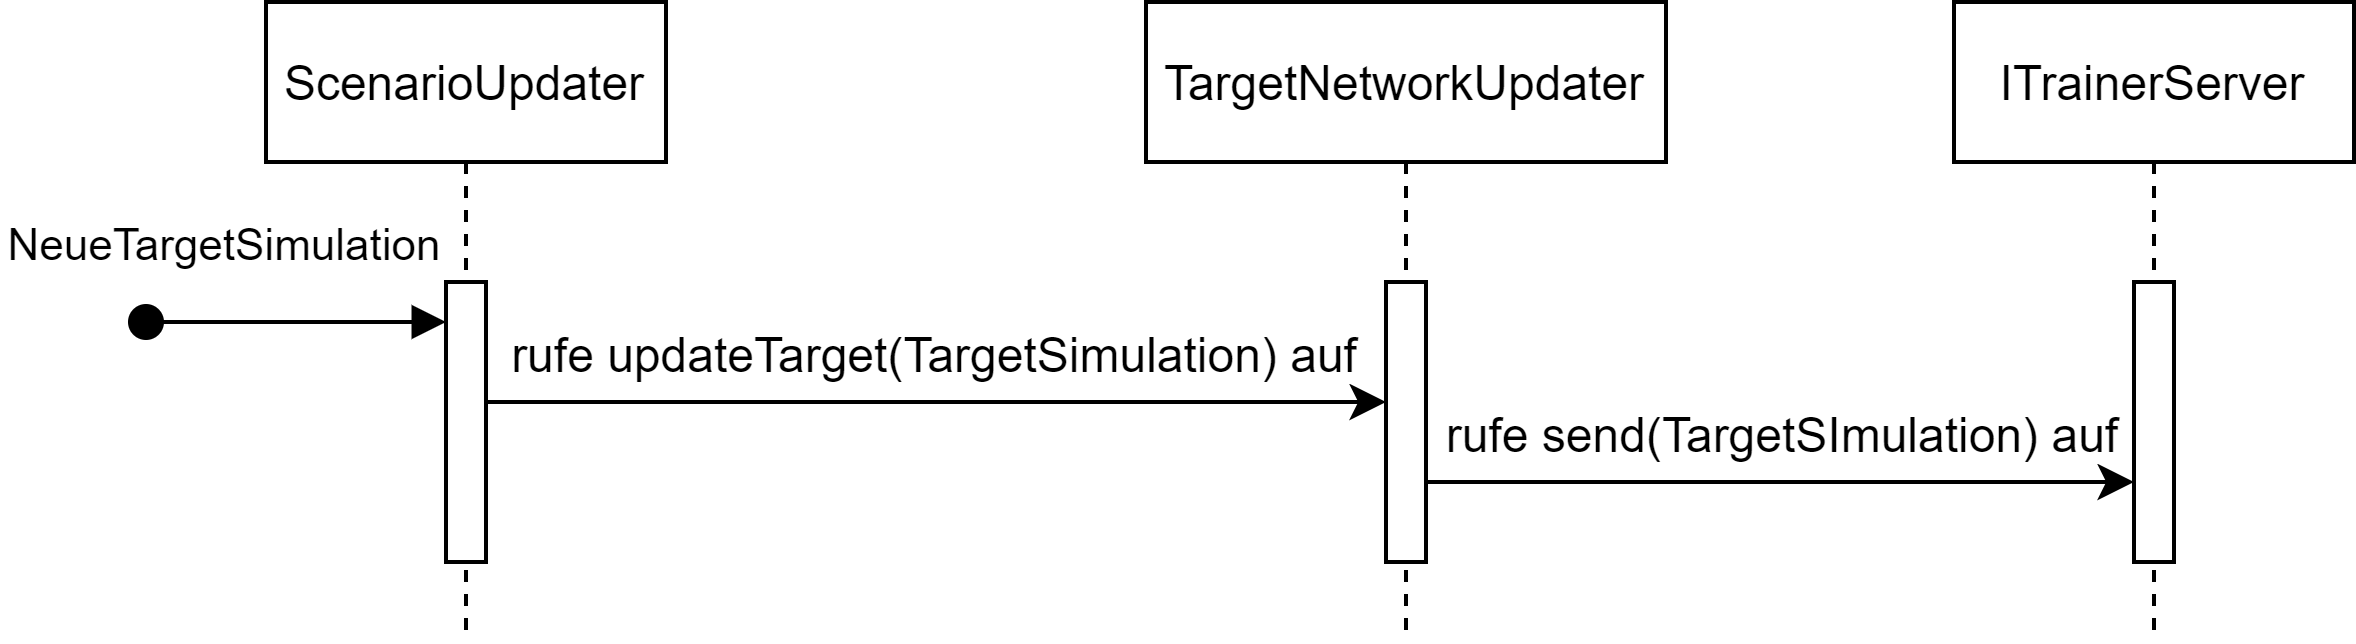 ScenarioUpdater
TargetNetworkUpdater
ITrainerServer
NeueTargetSimulation
rufe updateTarget(TargetSimulation) auf
rufe send(TargetSImulation) auf